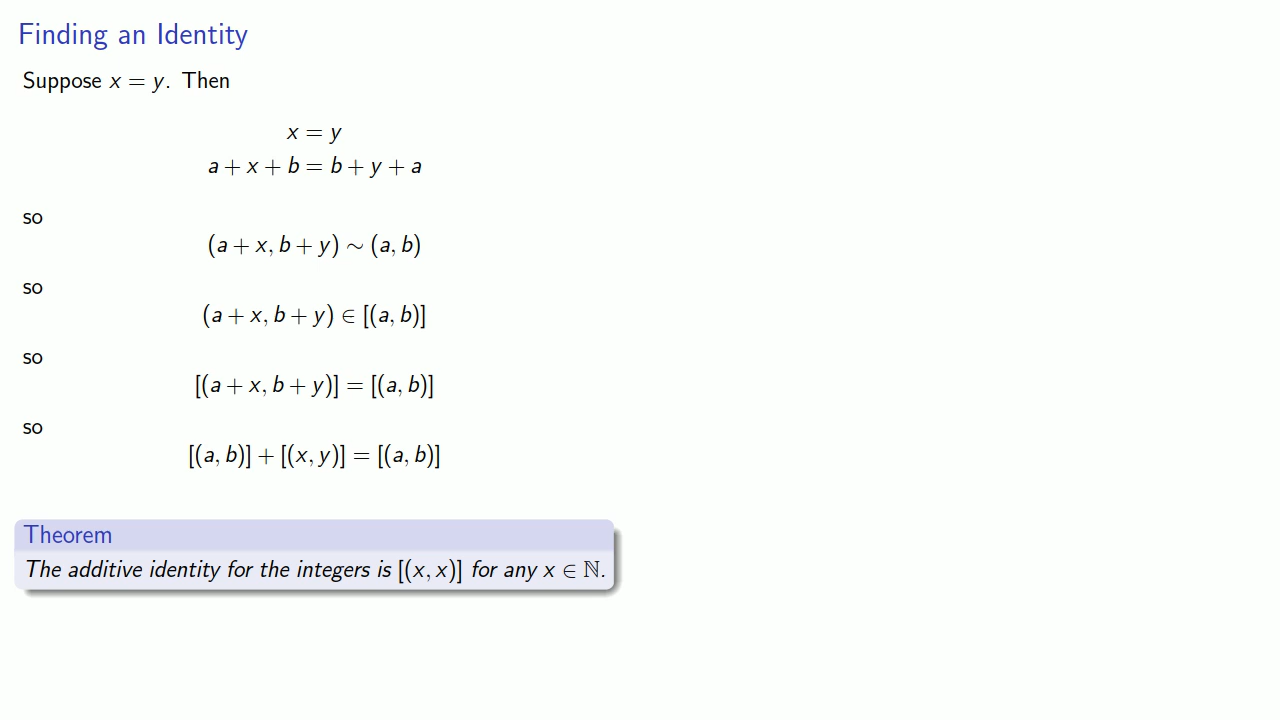 Finding an Identity
Suppose x = y. Then
x = y
a + x + b = b + y + a
so
(a + x, b + y) ∼ (a, b)
so
(a + x, b + y) ∈ [(a, b)]
so
[(a + x, b + y)] = [(a, b)]
so
[(a, b)] + [(x, y)] = [(a, b)]
Theorem
The additive identity for the integers is [(x, x)] for any x ∈ ℕ.